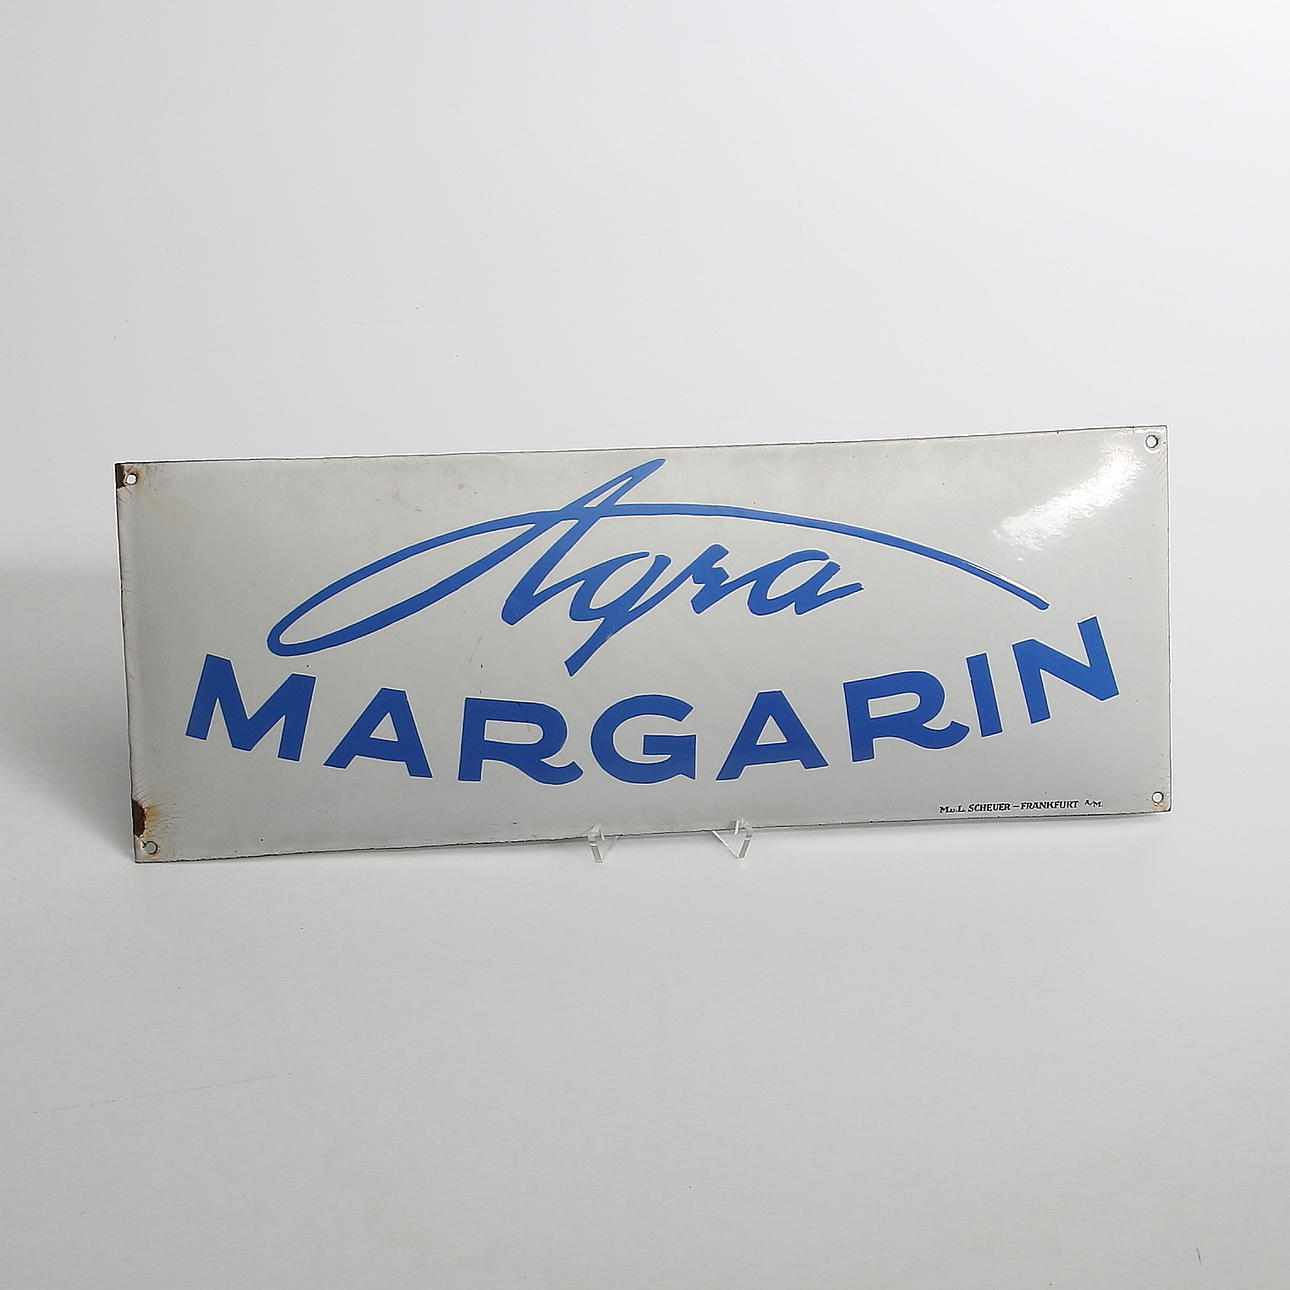 Agra
MARGARIN
M.u.L. SCHEUER – FRANKFURT A/M.